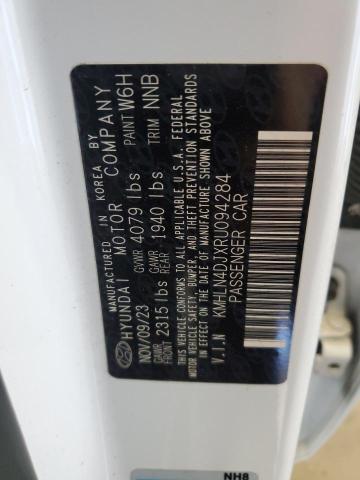 MANUFACTURED IN KOREA BY
HYUNDAI MOTOR COMPANY
NOV/09/23 GVWR 4079 lbs PAINT W6H
GAWR FRONT 2315 lbs GAWR REAR 1940 lbs TRIM NNB
THIS VEHICLE CONFORMS TO ALL APPLICABLE U.S.A. FEDERAL
MOTOR VEHICLE SAFETY, BUMPER, AND THEFT PREVENTION STANDARDS
IN EFFECT ON THE DATE OF MANUFACTURE SHOWN ABOVE
V.I.N KMHLN4DJXRU094284
PASSENGER CAR
NH8